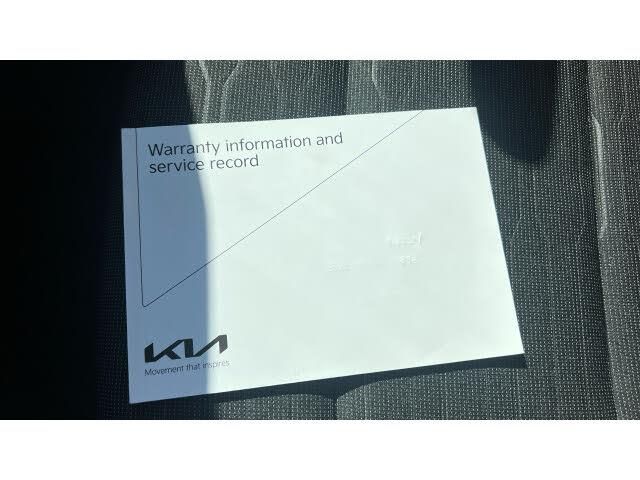 Warranty information and
service record
KIA
Movement that inspires